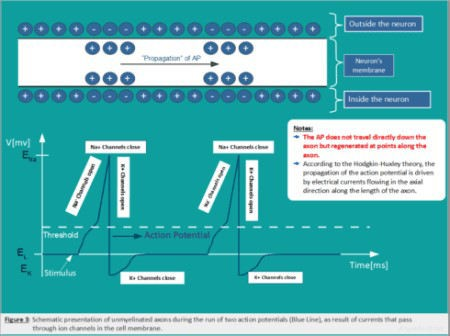 Outside the neuron
"Propagation" of AP
Neuron's
membrane
Inside the neuron
V[mv]
E Na
Na+ Channels close
Na+ Channels close
Na+ Channels open
K+ Channels open
Na+ Channels open
K+ Channels open
Notes:
The AP does not travel directly down the
axon but regenerated at points along the
axon.
According to the Hodgkin-Huxley theory, the
propagation of the action potential is driven
by electrical currents flowing in the axial
direction along the length of the axon.
Threshold
Action Potential
EL
EK
Stimulus
K+ Channels close
K+ Channels close
Time[ms]
Figure 3: Schematic presentation of unmyelinated axons during the run of two action potentials (Blue Line), as result of currents that pass
through ion channels in the cell membrane.